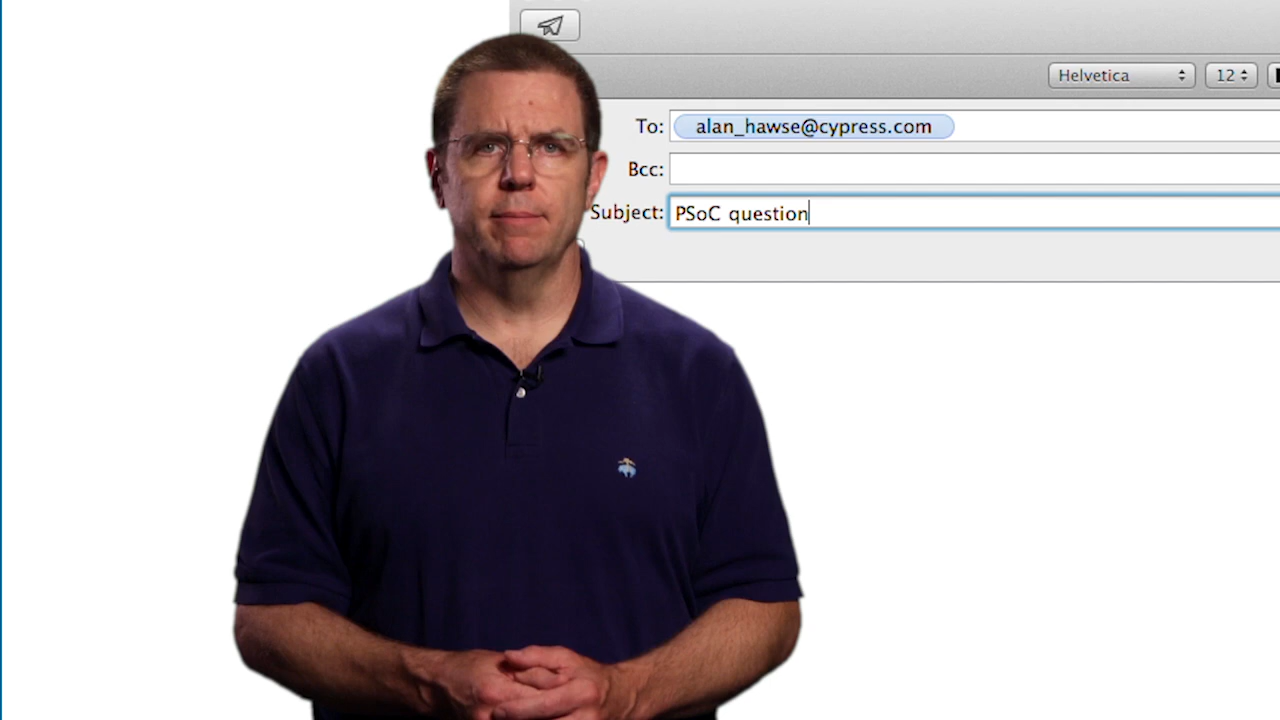 Helvetica 12
To: alan_hawse@cypress.com
Bcc:
Subject: PSoC question